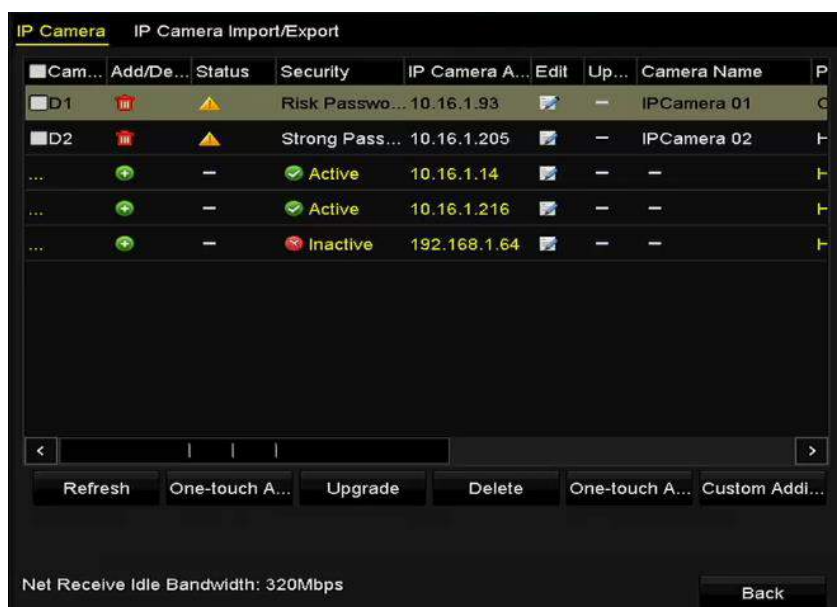 IP Camera IP Camera Import/Export
Cam... Add/De... Status Security IP Camera A... Edit Up... Camera Name P
D1 Risk Passwo... 10.16.1.93 — IPCamera 01
D2 Strong Pass... 10.16.1.205 — IPCamera 02
... — Active 10.16.1.14 — —
... — Active 10.16.1.216 — —
... — Inactive 192.168.1.64 — —
Refresh One-touch A... Upgrade Delete One-touch A... Custom Addi...
Net Receive Idle Bandwidth: 320Mbps Back